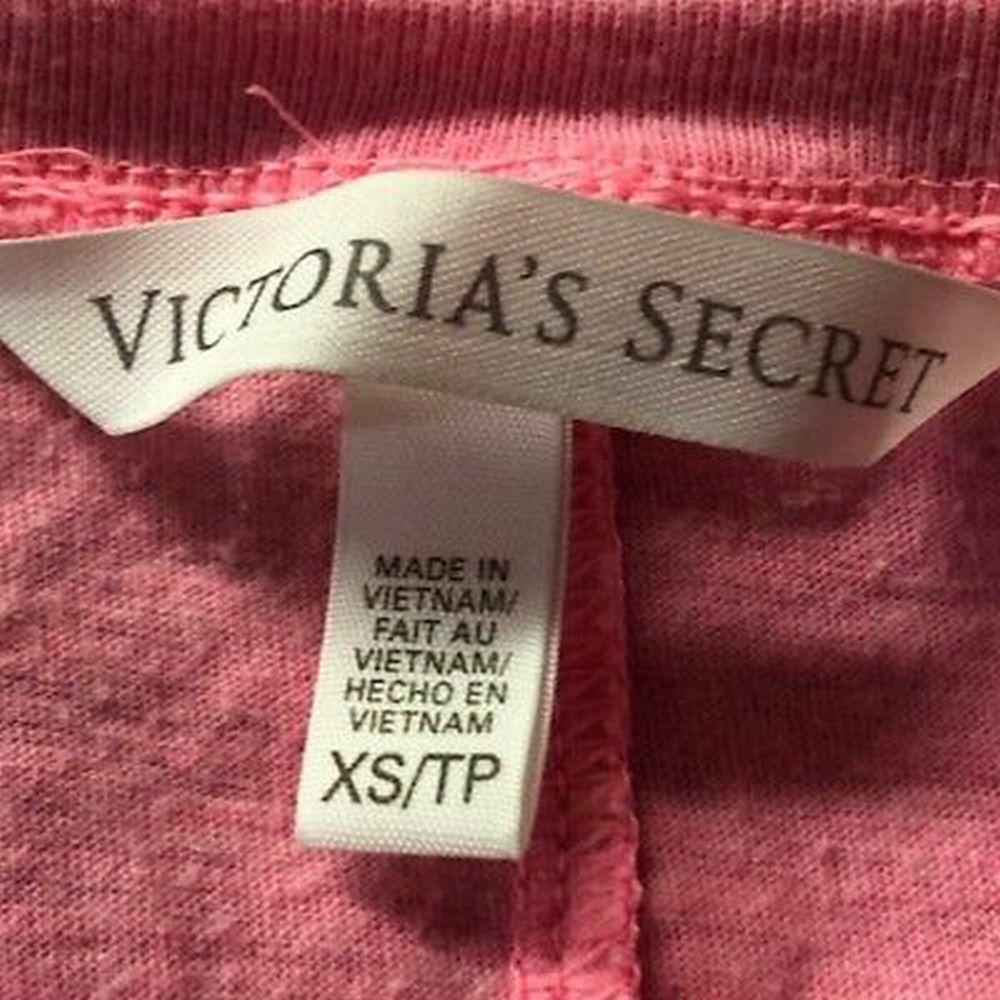 VICTORIA'S SECRET
MADE IN
VIETNAM/
FAIT AU
VIETNAM/
HECHO EN
VIETNAM
XS/TP